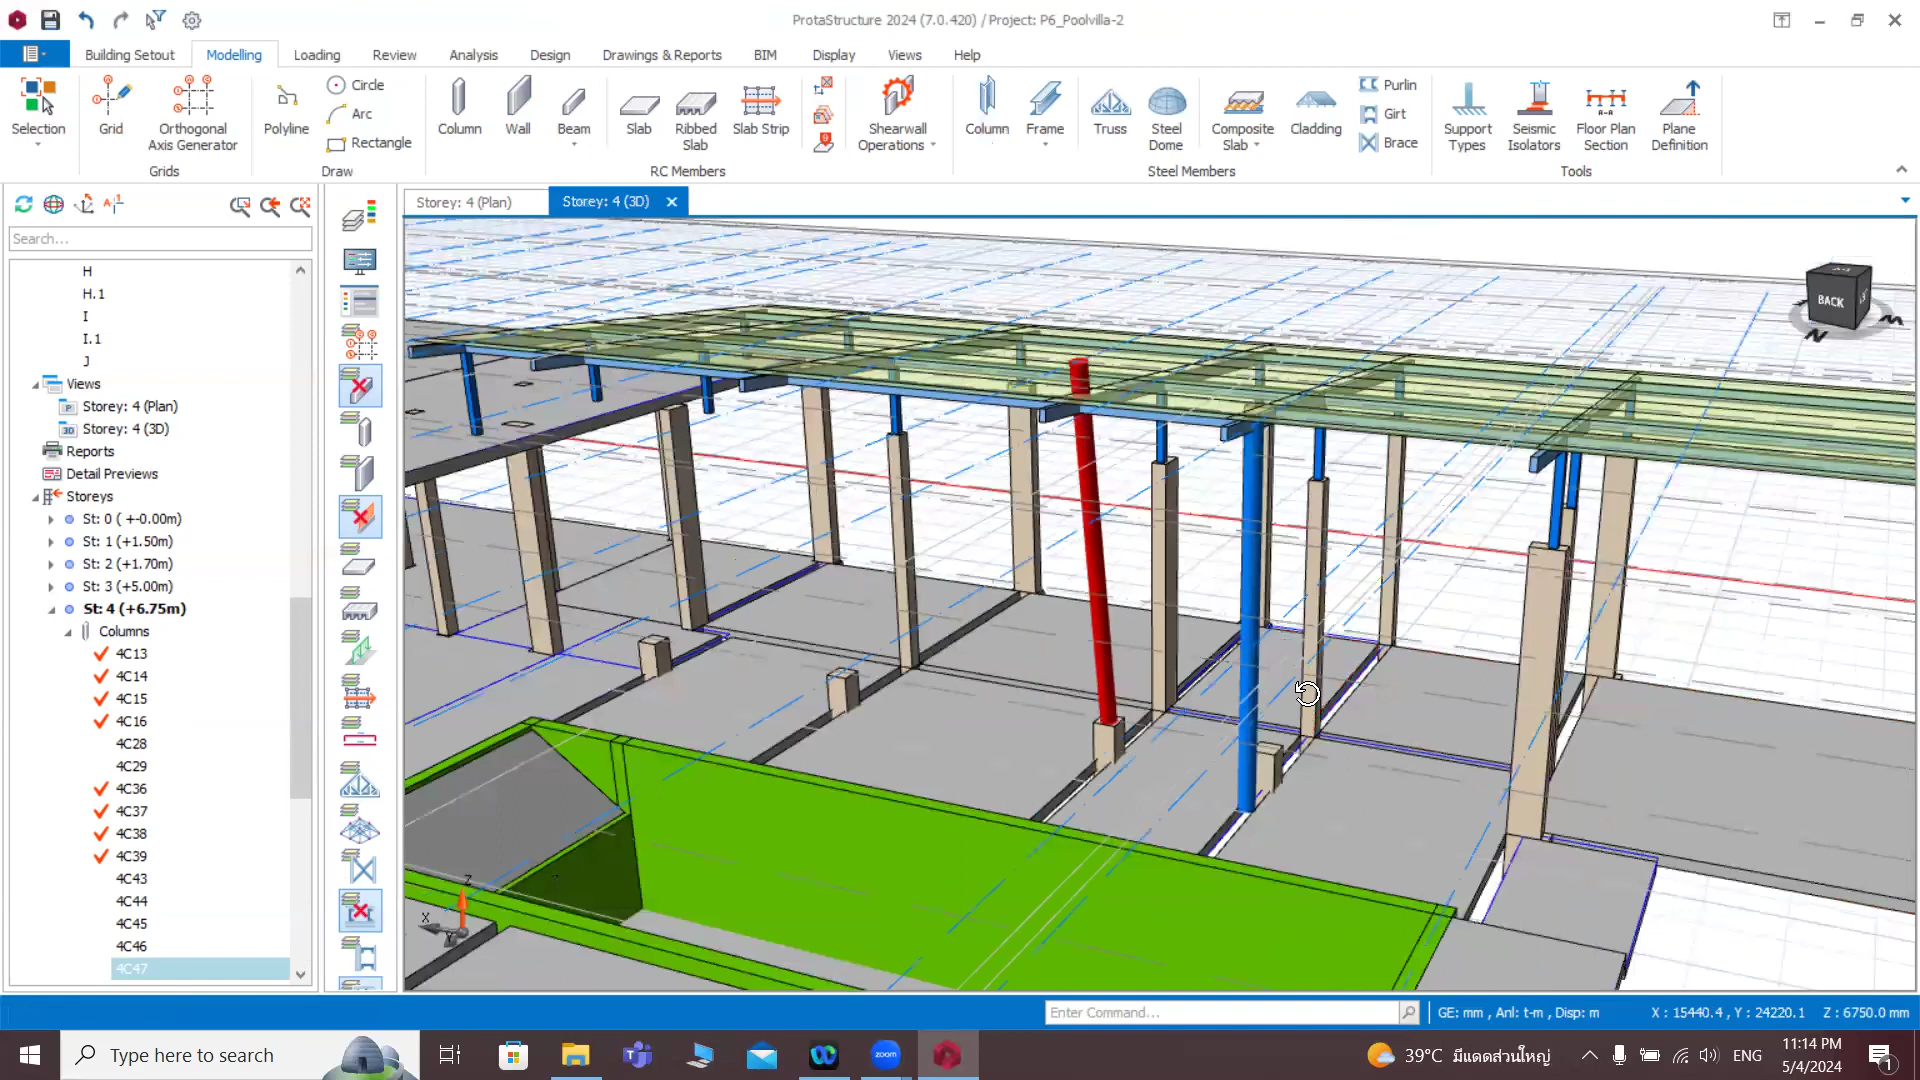 ProtaStructure 2024 (7.0.420) / Project: P6_Poolvilla-2
Building Setout
Modelling
Loading
Review
Analysis
Design
Drawings & Reports
BIM
Display
Views
Help
Selection
Grid
Orthogonal
Axis Generator
Grids
Polyline
Circle
Arc
Rectangle
Draw
Column
Wall
Beam
Slab
Ribbed
Slab
Slab Strip
Shearwall
Operations
RC Members
Column
Frame
Truss
Steel
Dome
Composite
Slab
Cladding
Purlin
Girt
Brace
Steel Members
Support
Types
Seismic
Isolators
Floor Plan
Section
Plane
Definition
Tools
Search...
H
H.1
I
I.1
J
Views
Storey: 4 (Plan)
Storey: 4 (3D)
Reports
Detail Previews
Storeys
St: 0 ( +-0.00m)
St: 1 (+1.50m)
St: 2 (+1.70m)
St: 3 (+5.00m)
St: 4 (+6.75m)
Columns
4C13
4C14
4C15
4C16
4C28
4C29
4C36
4C37
4C38
4C39
4C43
4C44
4C45
4C46
4C47
Storey: 4 (Plan)
Storey: 4 (3D)
BACK
N
Z
X
Y
Enter Command...
GE: mm , Anl: t-m , Disp: m
X : 15440.4 , Y : 24220.1
Z : 6750.0 mm
Type here to search
zoom
39°C มีแดดส่วนใหญ่
ENG
11:14 PM
5/4/2024
1